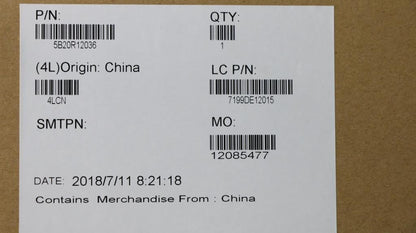 P/N: QTY:
5B20R12036 1
(4L)Origin: China LC P/N:
4LCN 7199DE12015
SMTPN: MO:
12085477
DATE: 2018/7/11 8:21:18
Contains Merchandise From : China